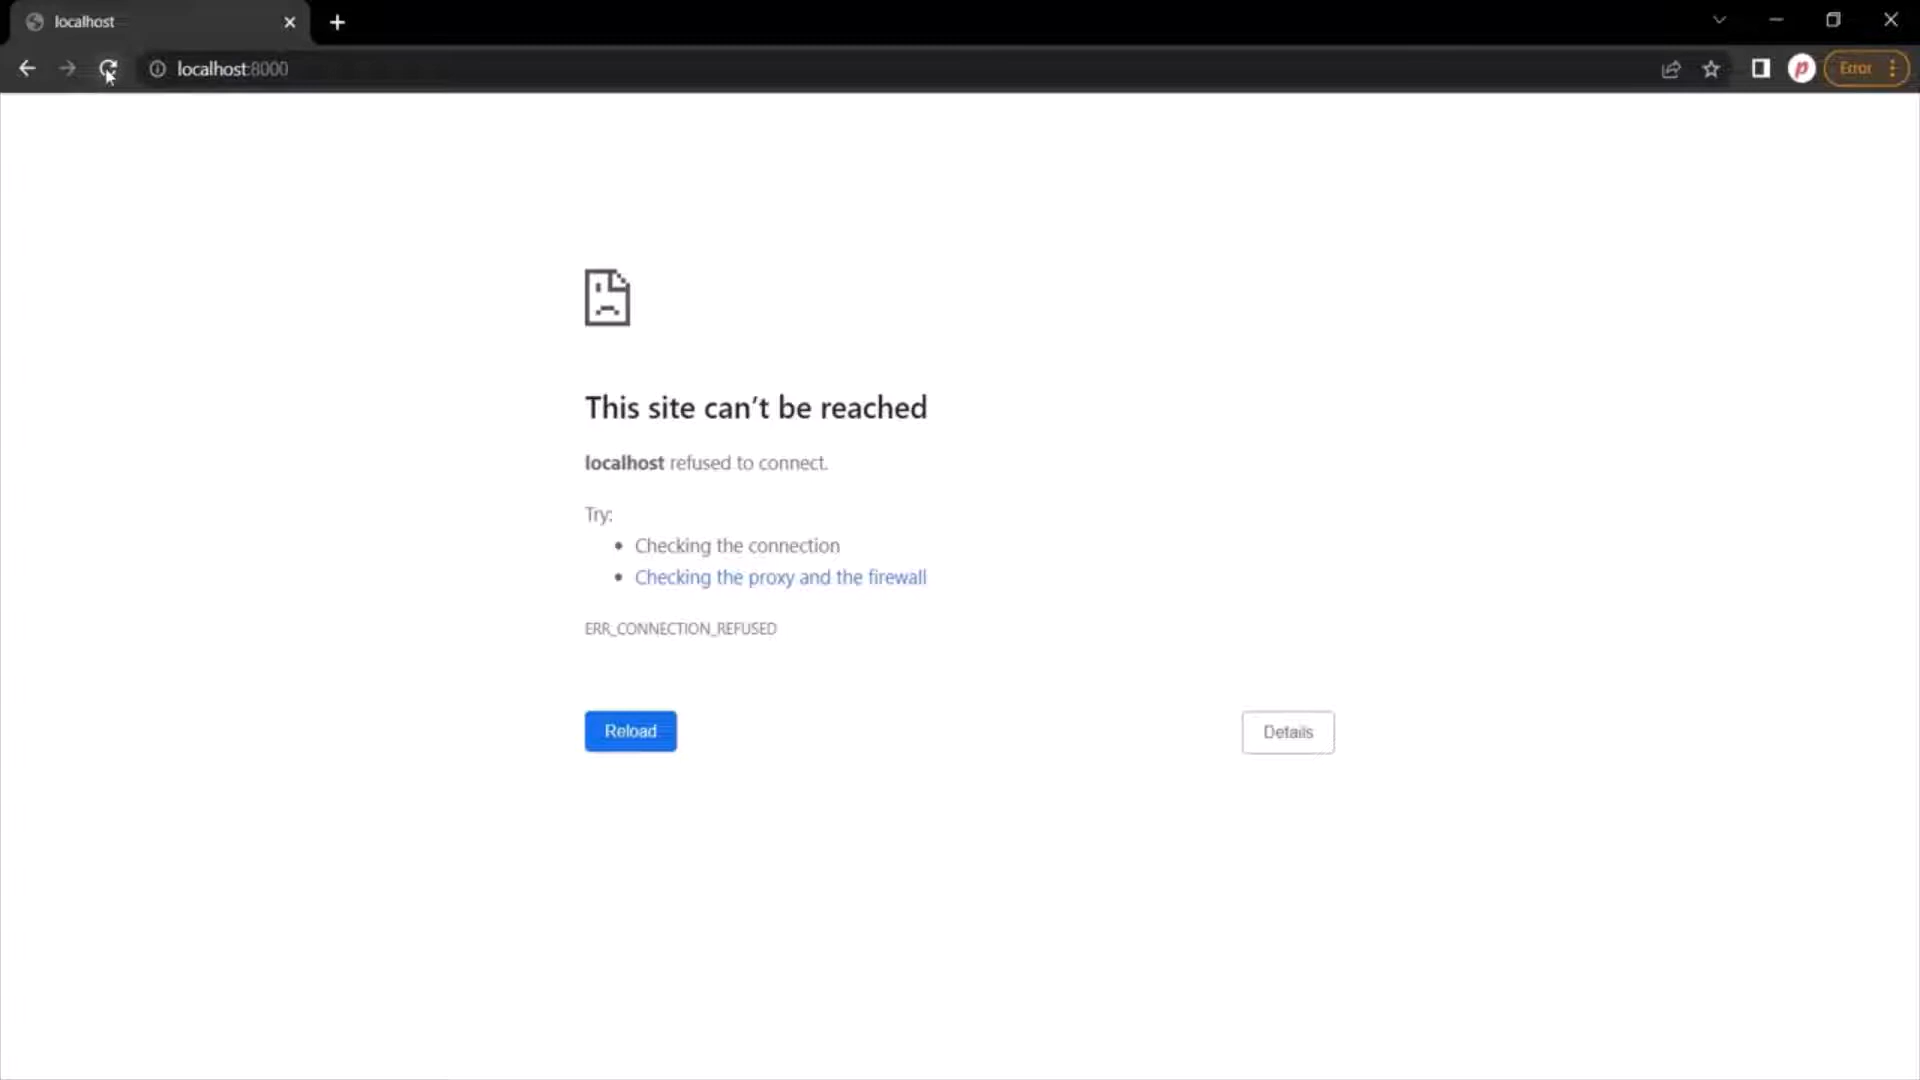 localhost
localhost:8000
p
Error
This site can’t be reached
localhost refused to connect.
Try:
• Checking the connection
• Checking the proxy and the firewall
ERR_CONNECTION_REFUSED
Reload
Details